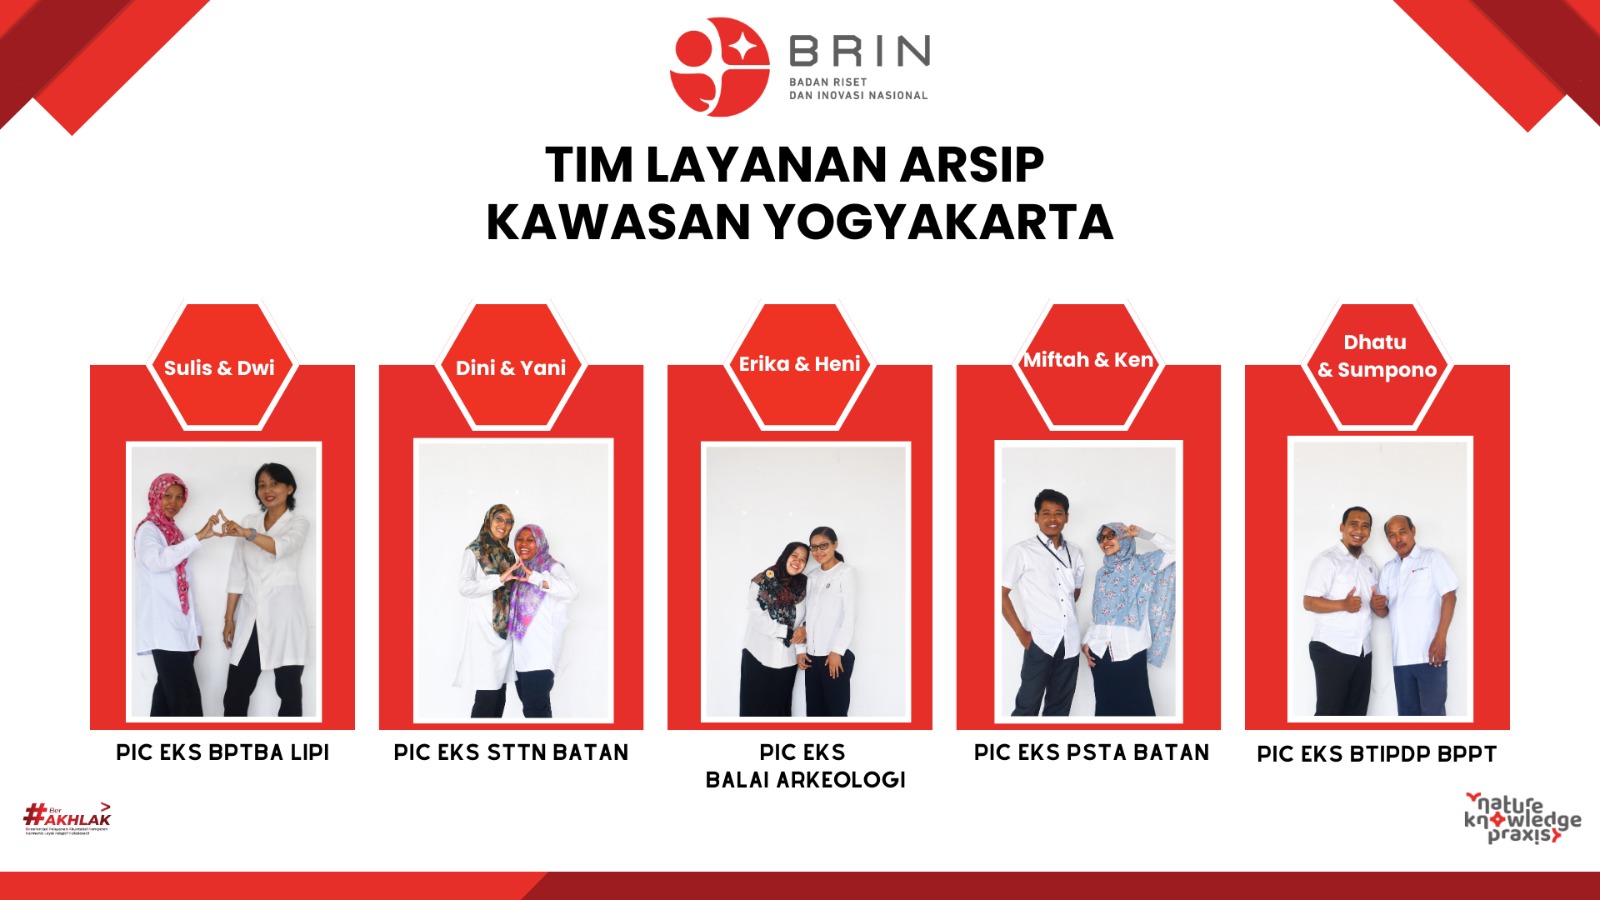 BRIN
BADAN RISET
DAN INOVASI NASIONAL
TIM LAYANAN ARSIP
KAWASAN YOGYAKARTA
Sulis & Dwi
Dini & Yani
Erika & Heni
Miftah & Ken
Dhatu
& Sumpono
PIC EKS BPTBA LIPI
PIC EKS STTN BATAN
PIC EKS
BALAI ARKEOLOGI
PIC EKS PSTA BATAN
PIC EKS BTIPDP BPPT
#Ber
AKHLAK
nature
knowledge
praxis